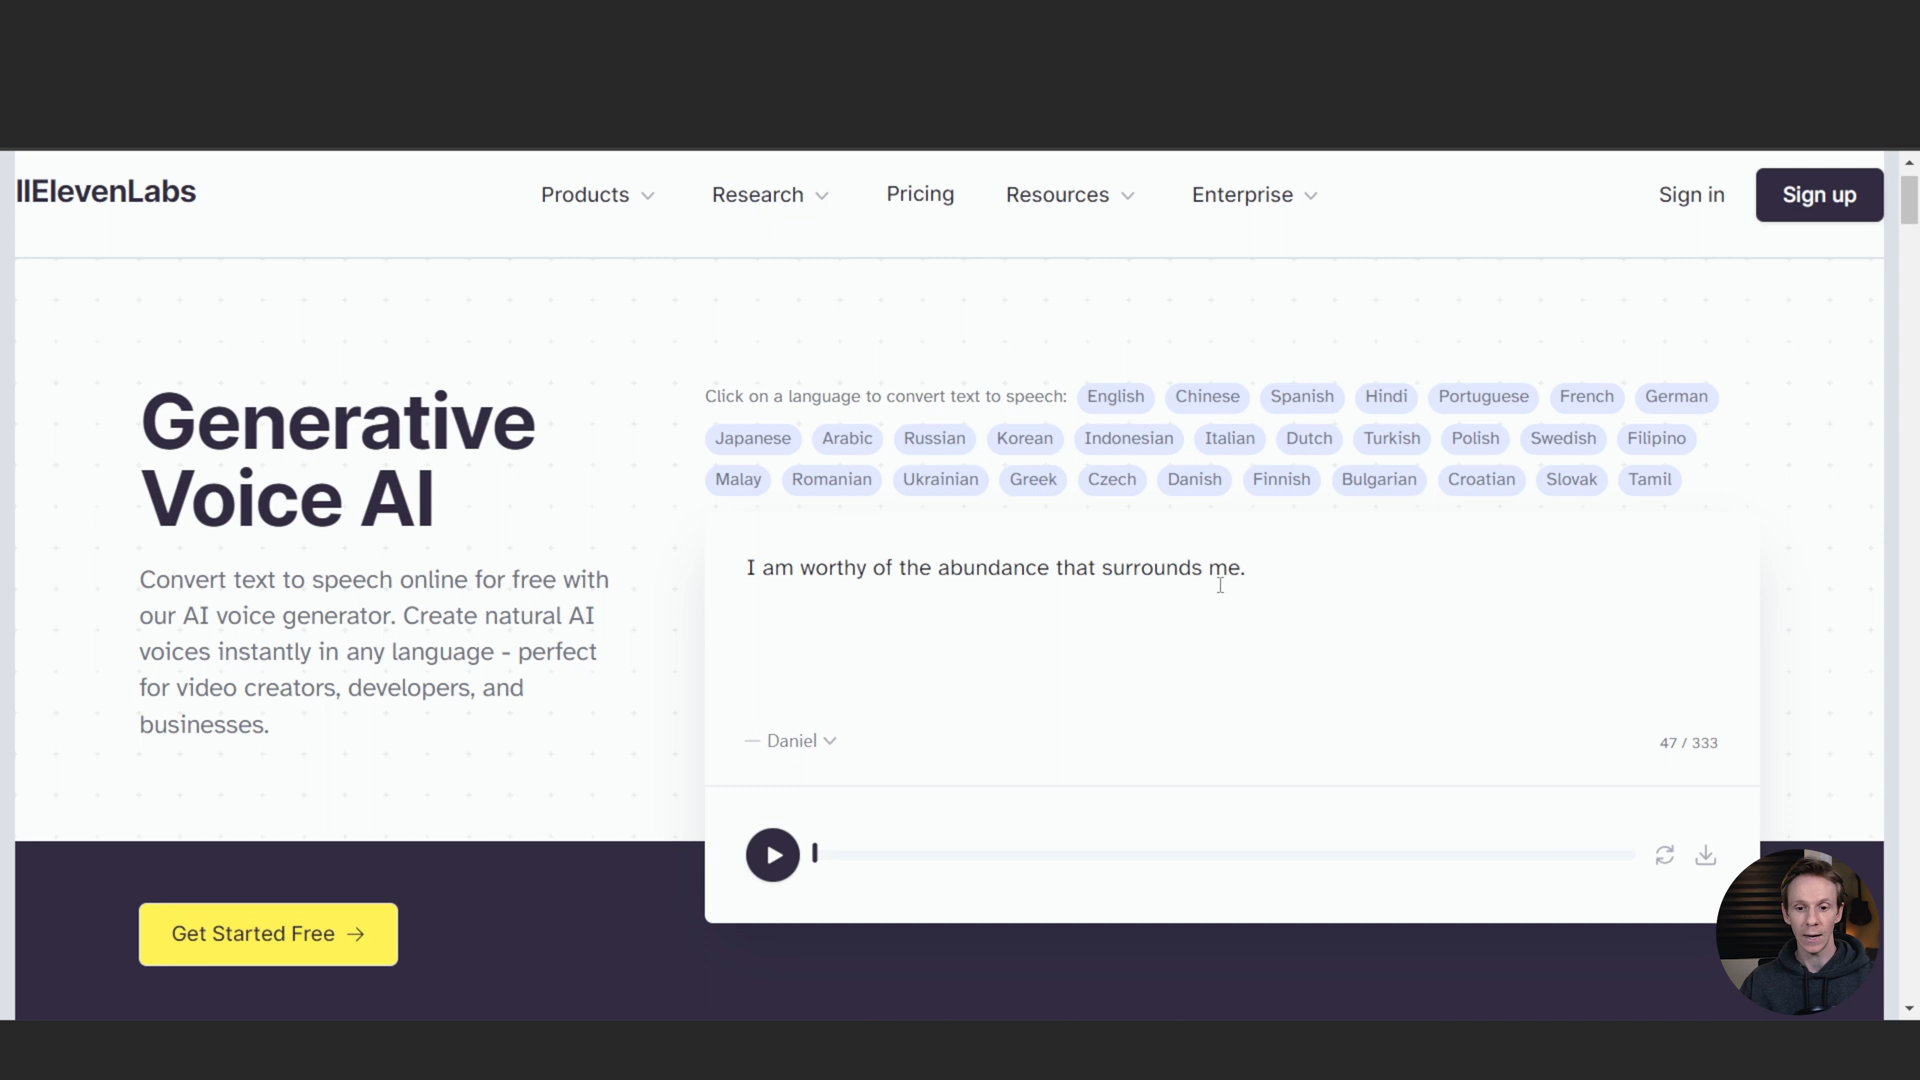 IIElevenLabs
Products
Research
Pricing
Resources
Enterprise
Sign in
Sign up
Generative
Voice AI
Convert text to speech online for free with
our AI voice generator. Create natural AI
voices instantly in any language - perfect
for video creators, developers, and
businesses.
Get Started Free →
Click on a language to convert text to speech: English Chinese Spanish Hindi Portuguese French German
Japanese Arabic Russian Korean Indonesian Italian Dutch Turkish Polish Swedish Filipino
Malay Romanian Ukrainian Greek Czech Danish Finnish Bulgarian Croatian Slovak Tamil
I am worthy of the abundance that surrounds me.
— Daniel
47 / 333